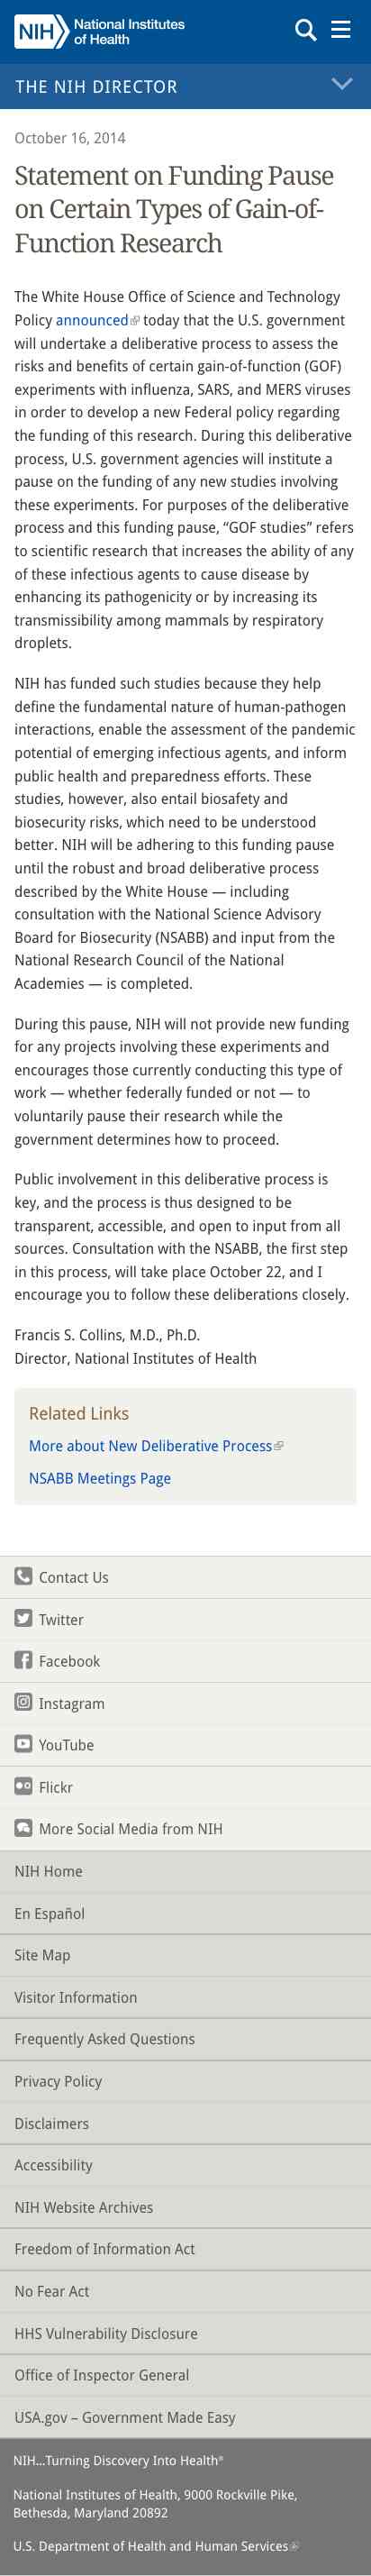 NIH National Institutes
of Health
THE NIH DIRECTOR
October 16, 2014
Statement on Funding Pause
on Certain Types of Gain-of-
Function Research
The White House Office of Science and Technology
Policy announced today that the U.S. government
will undertake a deliberative process to assess the
risks and benefits of certain gain-of-function (GOF)
experiments with influenza, SARS, and MERS viruses
in order to develop a new Federal policy regarding
the funding of this research. During this deliberative
process, U.S. government agencies will institute a
pause on the funding of any new studies involving
these experiments. For purposes of the deliberative
process and this funding pause, “GOF studies” refers
to scientific research that increases the ability of any
of these infectious agents to cause disease by
enhancing its pathogenicity or by increasing its
transmissibility among mammals by respiratory
droplets.
NIH has funded such studies because they help
define the fundamental nature of human-pathogen
interactions, enable the assessment of the pandemic
potential of emerging infectious agents, and inform
public health and preparedness efforts. These
studies, however, also entail biosafety and
biosecurity risks, which need to be understood
better. NIH will be adhering to this funding pause
until the robust and broad deliberative process
described by the White House — including
consultation with the National Science Advisory
Board for Biosecurity (NSABB) and input from the
National Research Council of the National
Academies — is completed.
During this pause, NIH will not provide new funding
for any projects involving these experiments and
encourages those currently conducting this type of
work — whether federally funded or not — to
voluntarily pause their research while the
government determines how to proceed.
Public involvement in this deliberative process is
key, and the process is thus designed to be
transparent, accessible, and open to input from all
sources. Consultation with the NSABB, the first step
in this process, will take place October 22, and I
encourage you to follow these deliberations closely.
Francis S. Collins, M.D., Ph.D.
Director, National Institutes of Health
Related Links
More about New Deliberative Process
NSABB Meetings Page
Contact Us
Twitter
Facebook
Instagram
YouTube
Flickr
More Social Media from NIH
NIH Home
En Español
Site Map
Visitor Information
Frequently Asked Questions
Privacy Policy
Disclaimers
Accessibility
NIH Website Archives
Freedom of Information Act
No Fear Act
HHS Vulnerability Disclosure
Office of Inspector General
USA.gov – Government Made Easy
NIH...Turning Discovery Into Health®
National Institutes of Health, 9000 Rockville Pike,
Bethesda, Maryland 20892
U.S. Department of Health and Human Services